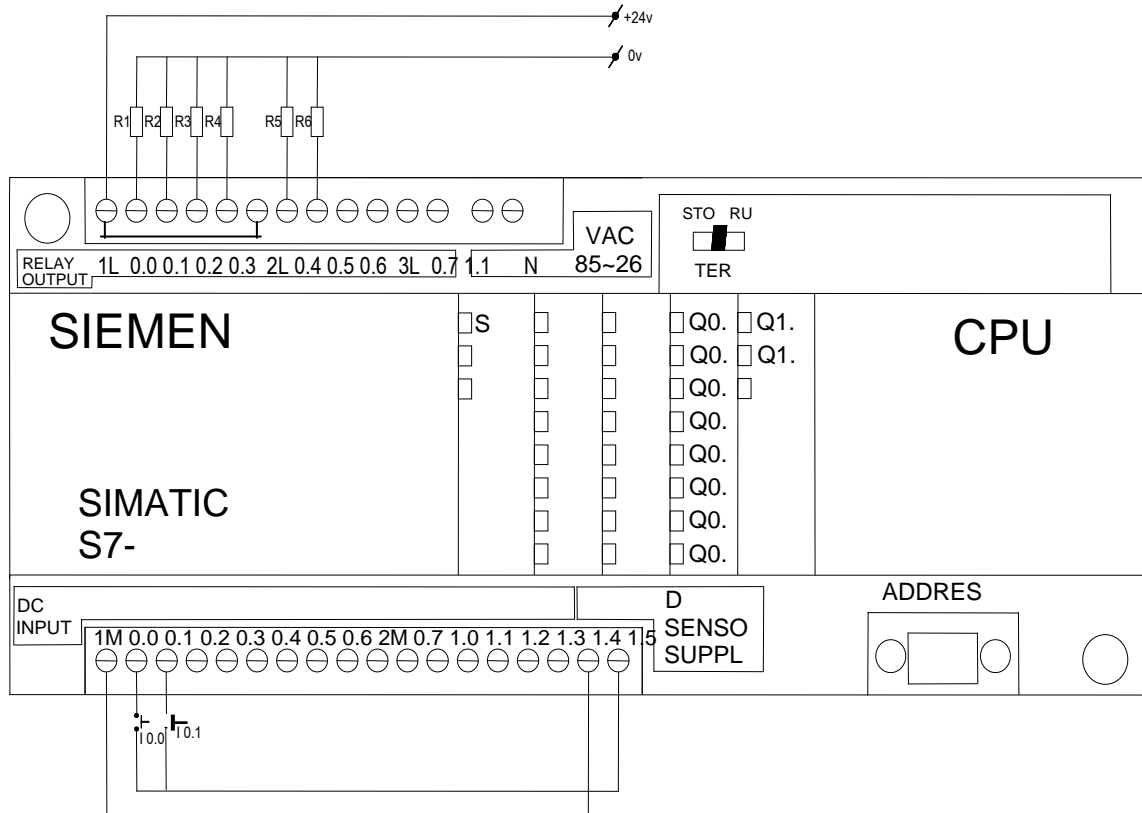 +24v
0v
R1 R2 R3 R4 R5 R6
STO RU
TER
VAC
85~26
RELAY
OUTPUT
1L 0.0 0.1 0.2 0.3 2L 0.4 0.5 0.6 3L 0.7 1.1 N
SIEMEN
S
Q0. Q1.
Q0. Q1.
Q0.
Q0.
Q0.
Q0.
Q0.
Q0.
CPU
SIMATIC
S7-
DC
INPUT
1M 0.0 0.1 0.2 0.3 0.4 0.5 0.6 2M 0.7 1.0 1.1 1.2 1.3 1.4 1.5
D
SENSO
SUPPL
ADDRES
I 0.0
I 0.1